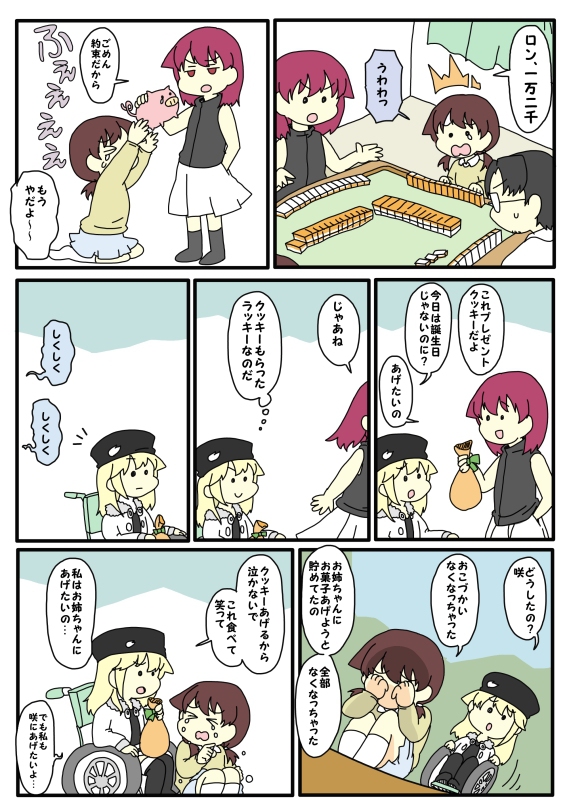 ロン、一万二千
うわわっ
ごめん
約束だから
ふぇぇぇぇ
もう
やだよ〜〜
これプレゼント
クッキーだよ
今日は誕生日
じゃないのに?
あげたいの
じゃあね
クッキーもらった
ラッキーなのだ
しくしく
しくしく
どうしたの?
咲
おこづかい
なくなっちゃった
お姉ちゃんに
お菓子あげようと
貯めてたの
全部
なくなっちゃった
クッキーあげるから
泣かないで
これ食べて
笑って
私はお姉ちゃんに
あげたいの…
でも私も
咲にあげたいよ…